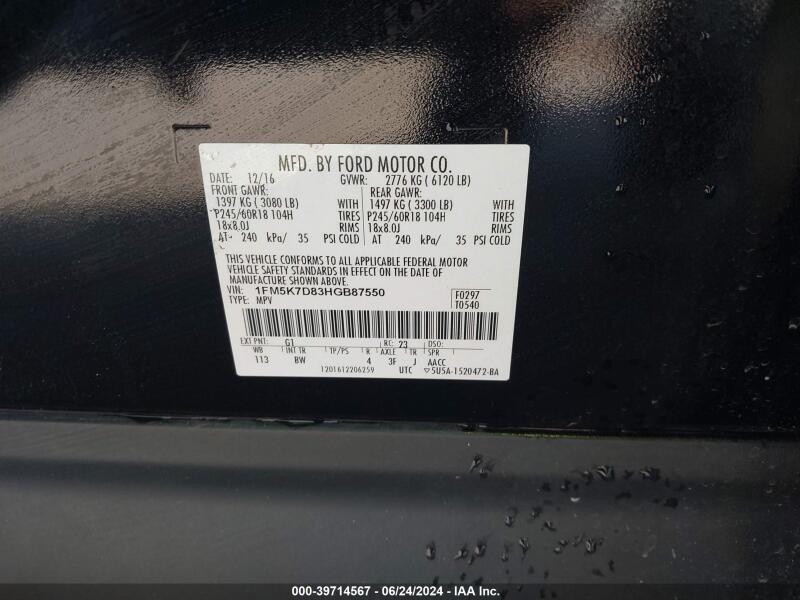 MFD. BY FORD MOTOR CO.
DATE: 12/16 GVWR: 2776 KG ( 6120 LB)
FRONT GAWR: REAR GAWR:
1397 KG ( 3080 LB) WITH 1497 KG ( 3300 LB) WITH
P245/60R18 104H TIRES P245/60R18 104H TIRES
18x8.0J RIMS 18x8.0J RIMS
AT 240 kPa/ 35 PSI COLD AT 240 kPa/ 35 PSI COLD
THIS VEHICLE CONFORMS TO ALL APPLICABLE FEDERAL MOTOR
VEHICLE SAFETY STANDARDS IN EFFECT ON THE DATE OF
MANUFACTURE SHOWN ABOVE.
VIN: 1FM5K7D83HGB87550 F0297
TYPE: MPV T0540
EXT PNT: G1 RC: 23 DSO:
WB INT TR TP/PS R AXLE TR SPR
113 BW 4 3F J AACC
1201612206259 UTC ▽5U5A-1520472-BA
000-39714567 - 06/24/2024 - IAA Inc.